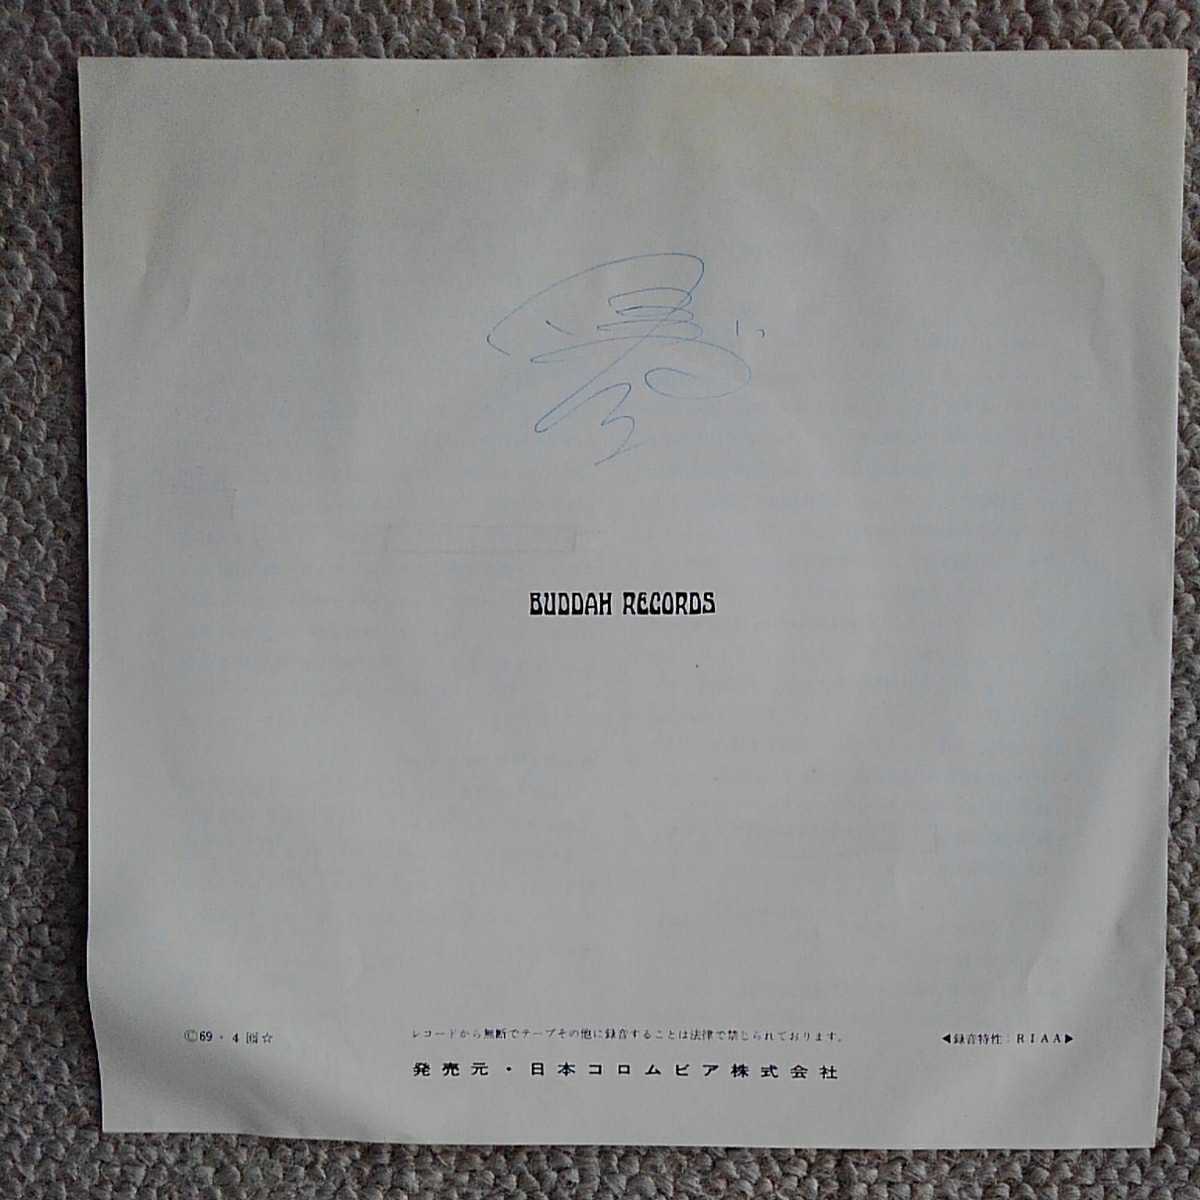 BUDDAH RECORDS
Ⓒ69・4 ☆
レコードから無断でテープその他に録音することは法律で禁じられております。
◀録音特性：RIAA▶
発売元・日本コロムビア株式会社